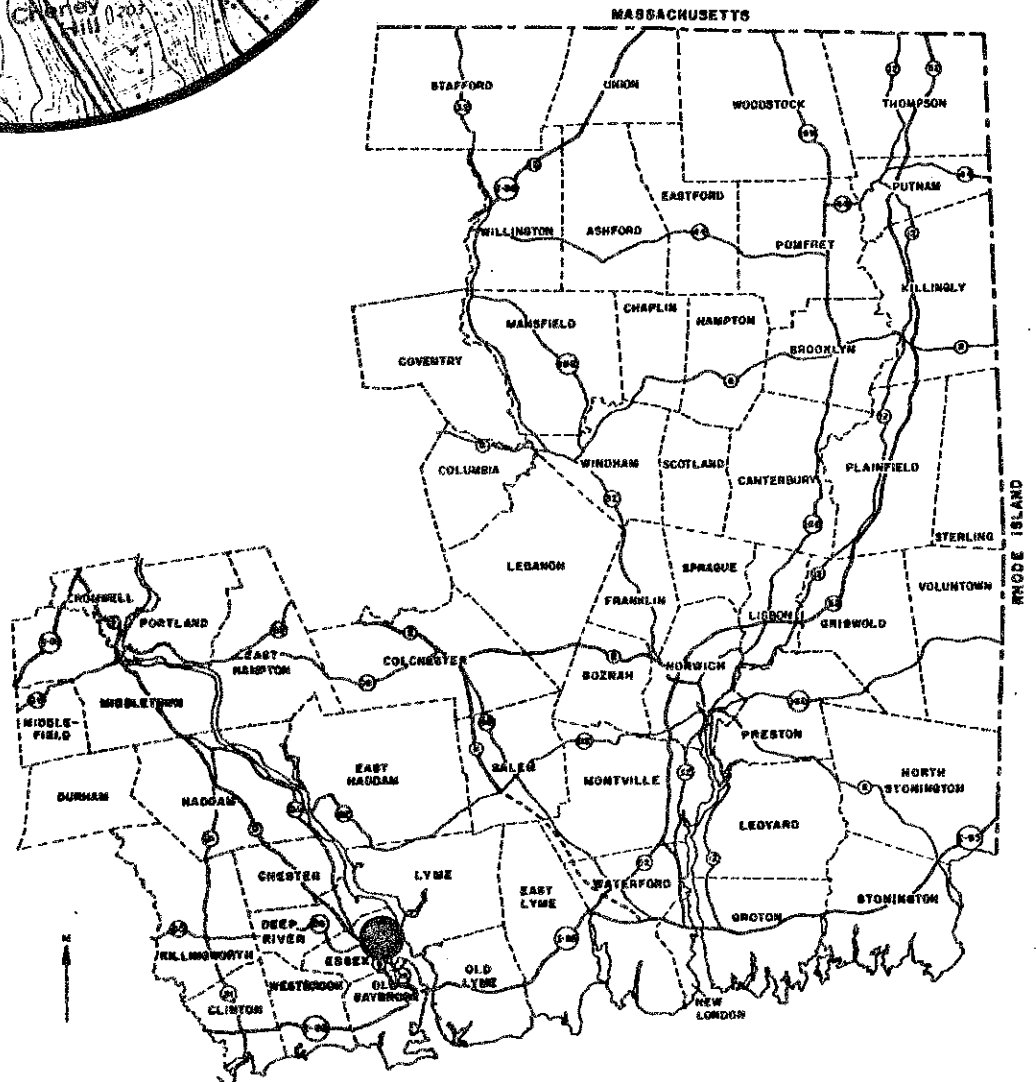 Cheney
Hill
203
MASSACHUSETTS
STAFFORD
UNION
WOODSTOCK
THOMPSON
PUTNAM
EASTFORD
WILLINGTON
ASHFORD
POMFRET
KILLINGLY
CHAPLIN
HAMPTON
MANSFIELD
BROOKLYN
COVENTRY
COLUMBIA
WINDHAM
SCOTLAND
CANTERBURY
PLAINFIELD
STERLING
RHODE ISLAND
LEBANON
SPRAGUE
VOLUNTOWN
FRANKLIN
LISBON
GRISWOLD
CROMWELL
PORTLAND
EAST
HAMPTON
COLCHESTER
BOZRAH
NORWICH
MIDDLETOWN
MIDDLE-
FIELD
PRESTON
EAST
HADDAM
SALEM
MONTVILLE
NORTH
STONINGTON
DURHAM
HADDAM
LEDYARD
CHESTER
LYME
EAST
LYME
WATERFORD
STONINGTON
GROTON
DEEP
RIVER
KILLINGWORTH
ESSEX
OLD
LYME
WESTBROOK
OLD
SAYBROOK
CLINTON
NEW
LONDON
N